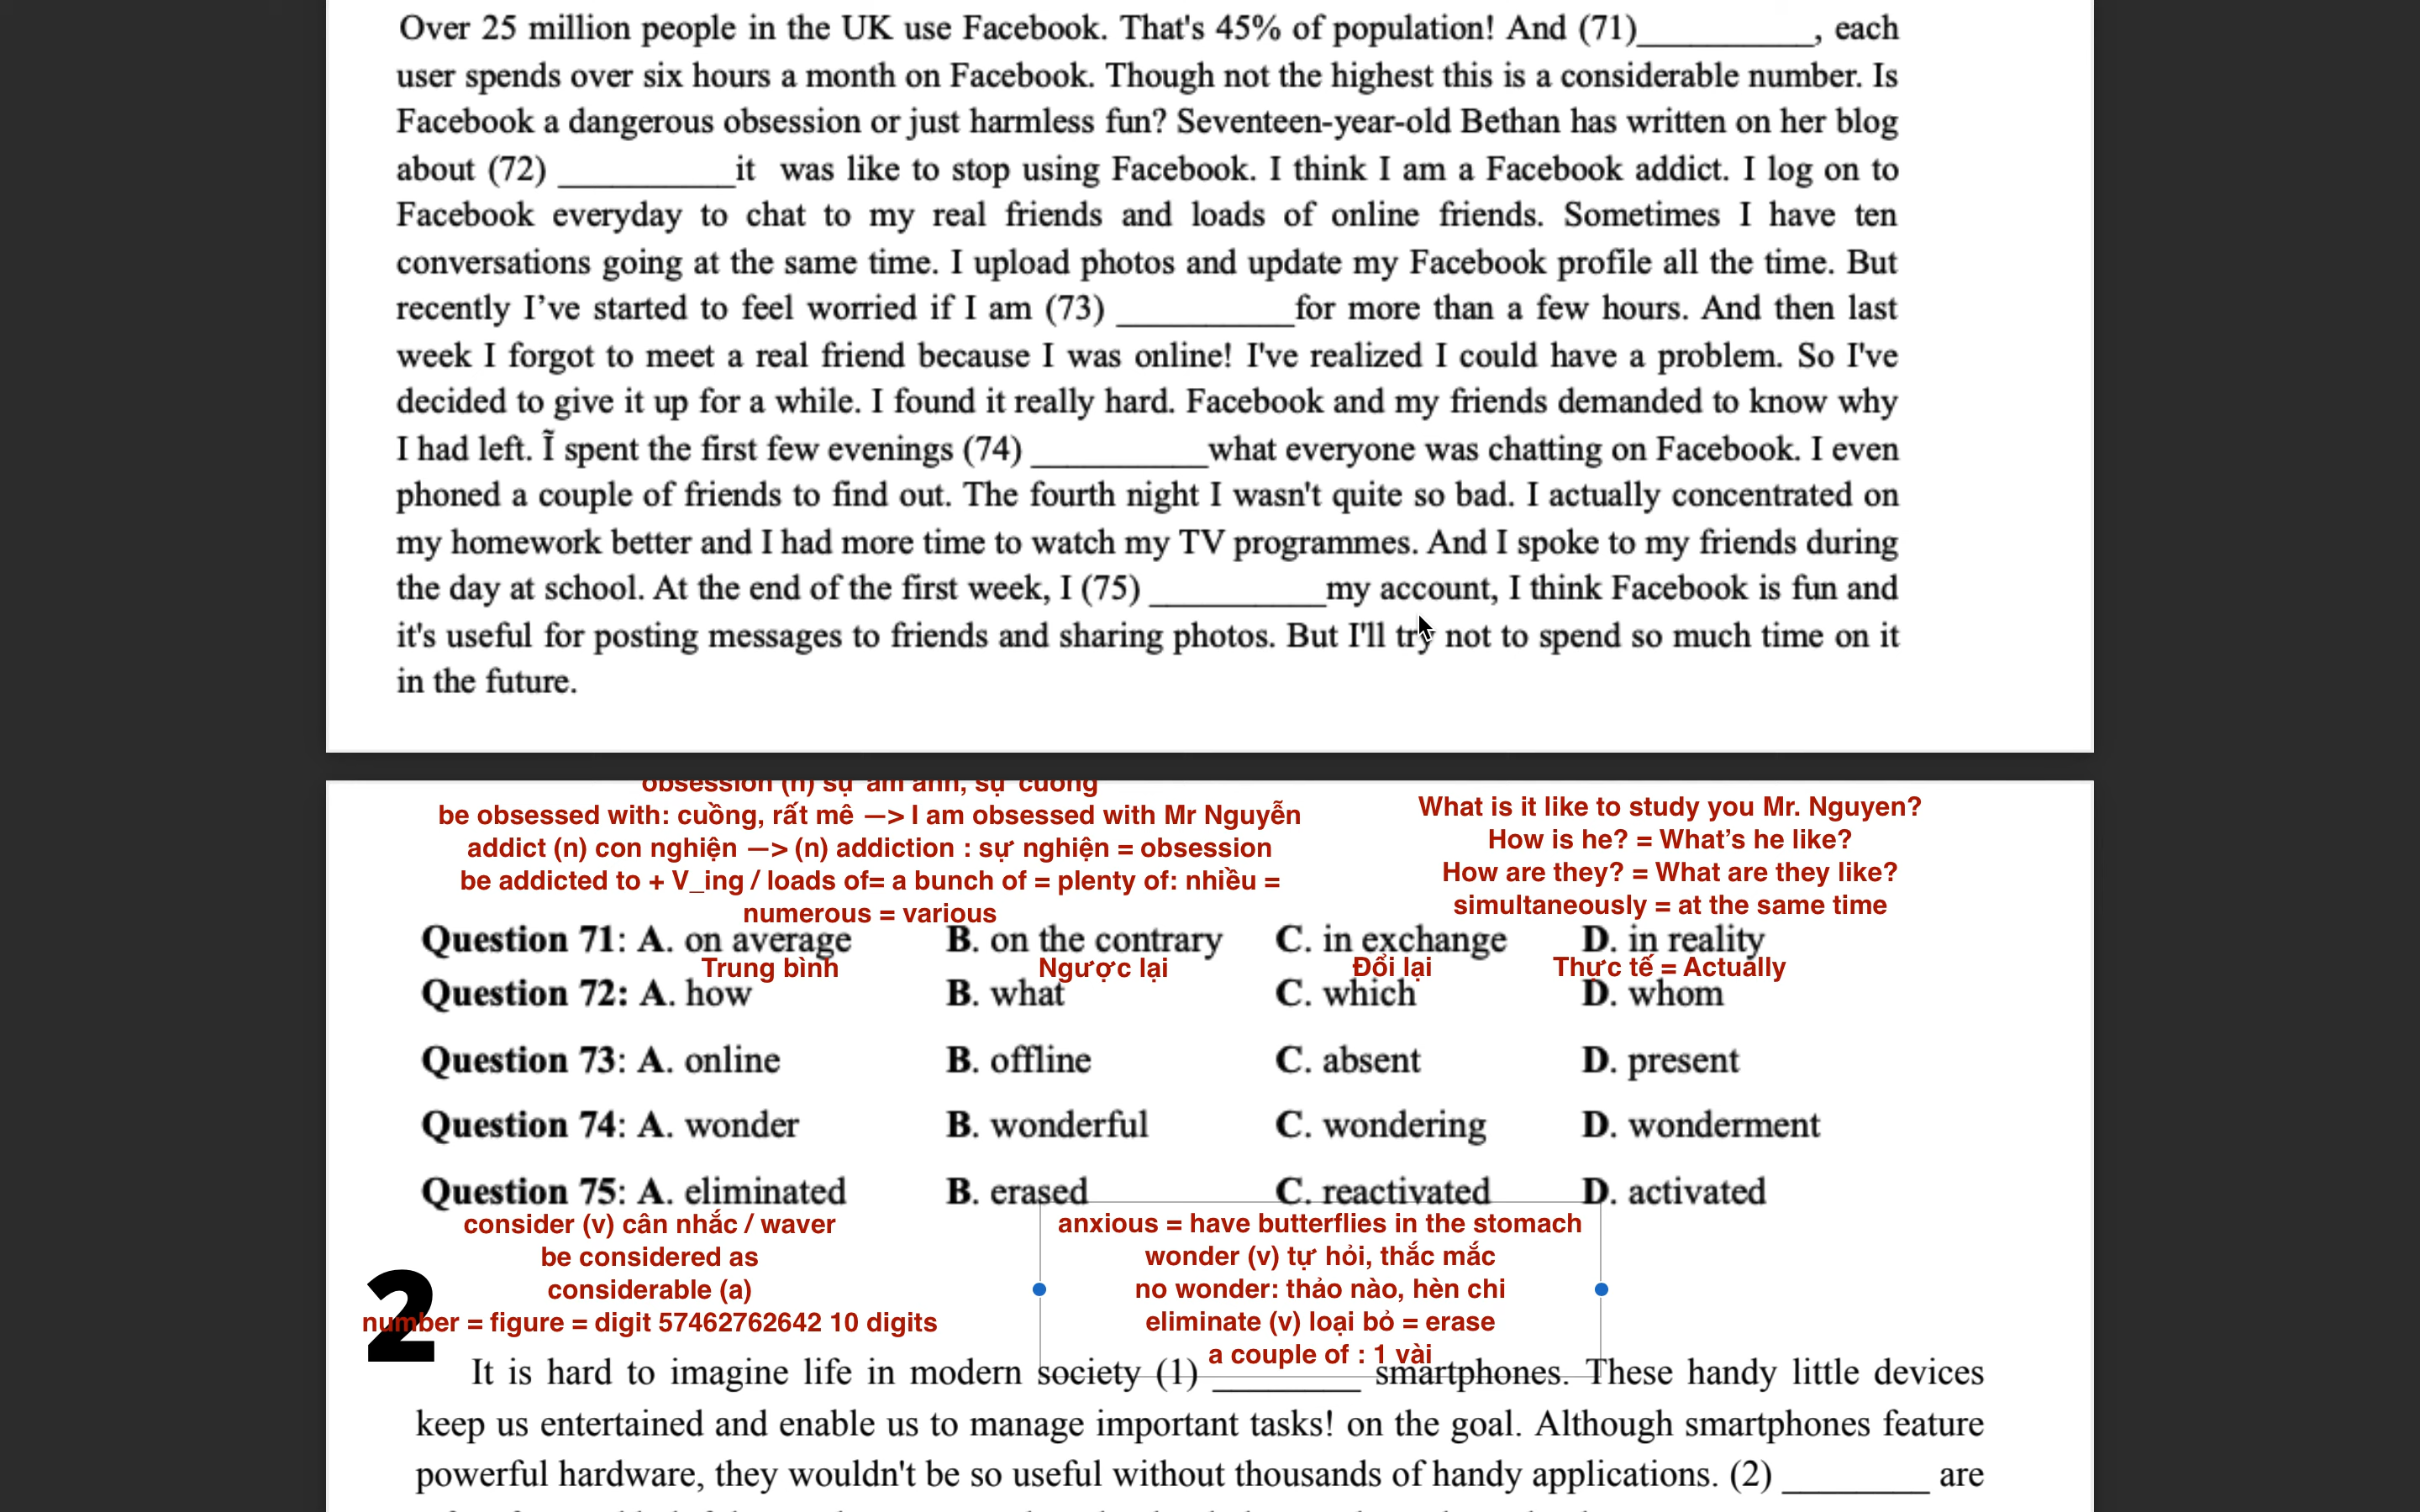 Over 25 million people in the UK use Facebook. That's 45% of population! And (71)__________, each
user spends over six hours a month on Facebook. Though not the highest this is a considerable number. Is
Facebook a dangerous obsession or just harmless fun? Seventeen-year-old Bethan has written on her blog
about (72) __________it was like to stop using Facebook. I think I am a Facebook addict. I log on to
Facebook everyday to chat to my real friends and loads of online friends. Sometimes I have ten
conversations going at the same time. I upload photos and update my Facebook profile all the time. But
recently I’ve started to feel worried if I am (73) __________for more than a few hours. And then last
week I forgot to meet a real friend because I was online! I've realized I could have a problem. So I've
decided to give it up for a while. I found it really hard. Facebook and my friends demanded to know why
I had left. Ĩ spent the first few evenings (74) __________what everyone was chatting on Facebook. I even
phoned a couple of friends to find out. The fourth night I wasn't quite so bad. I actually concentrated on
my homework better and I had more time to watch my TV programmes. And I spoke to my friends during
the day at school. At the end of the first week, I (75) __________my account, I think Facebook is fun and
it's useful for posting messages to friends and sharing photos. But I'll try not to spend so much time on it
in the future.
obsession (n) sự ám ảnh, sự cuồng
be obsessed with: cuồng, rất mê —> I am obsessed with Mr Nguyễn
addict (n) con nghiện —> (n) addiction : sự nghiện = obsession
be addicted to + V_ing / loads of= a bunch of = plenty of: nhiều =
numerous = various
What is it like to study you Mr. Nguyen?
How is he? = What’s he like?
How are they? = What are they like?
simultaneously = at the same time
Question 71: A. on average B. on the contrary C. in exchange D. in reality
Trung bình Ngược lại Đổi lại Thực tế = Actually
Question 72: A. how B. what C. which D. whom
Question 73: A. online B. offline C. absent D. present
Question 74: A. wonder B. wonderful C. wondering D. wonderment
Question 75: A. eliminated B. erased C. reactivated D. activated
consider (v) cân nhắc / waver
be considered as
considerable (a)
number = figure = digit 57462762642 10 digits
anxious = have butterflies in the stomach
wonder (v) tự hỏi, thắc mắc
no wonder: thảo nào, hèn chi
eliminate (v) loại bỏ = erase
a couple of : 1 vài
2
It is hard to imagine life in modern society (1) ________ smartphones. These handy little devices
keep us entertained and enable us to manage important tasks! on the goal. Although smartphones feature
powerful hardware, they wouldn't be so useful without thousands of handy applications. (2) ________ are